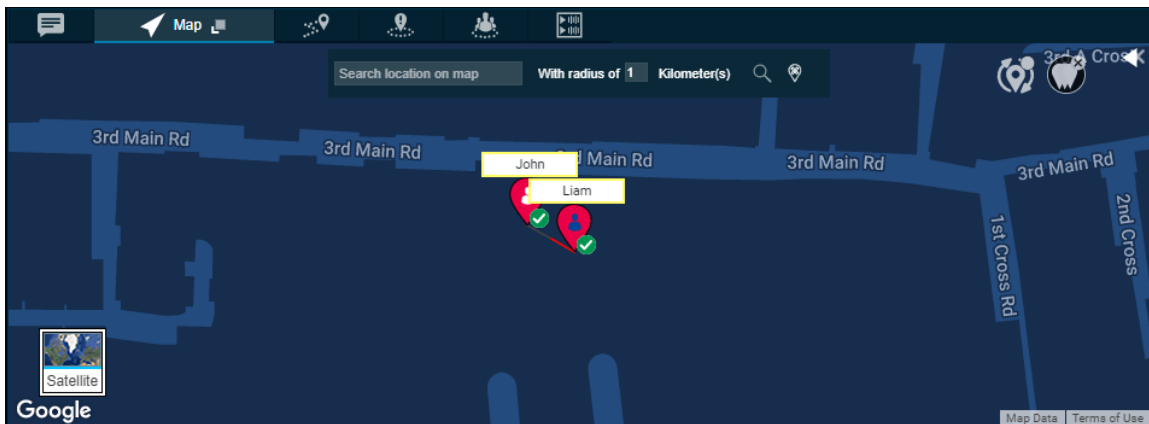 Map
Search location on map
With radius of 1 Kilometer(s)
3rd A Cross
3rd Main Rd
3rd Main Rd
Main Rd
3rd Main Rd
3rd Main Rd
John
Liam
2nd Cross
1st Cross Rd
Satellite
Google
Map Data
Terms of Use